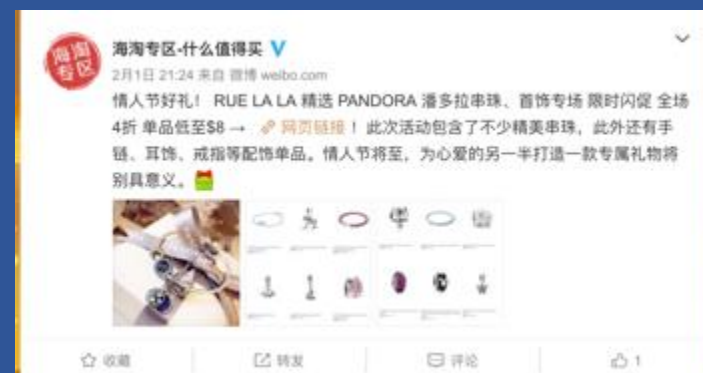 海淘专区
海淘专区-什么值得买
2月1日 21:24 来自 微博 weibo.com
情人节好礼！ RUE LA LA 精选 PANDORA 潘多拉串珠、首饰专场 限时闪促 全场
4折 单品低至$8 → 网页链接！此次活动包含了不少精美串珠，此外还有手
链、耳饰、戒指等配饰单品。情人节将至，为心爱的另一半打造一款专属礼物将
别具意义。
收藏 转发 评论 1